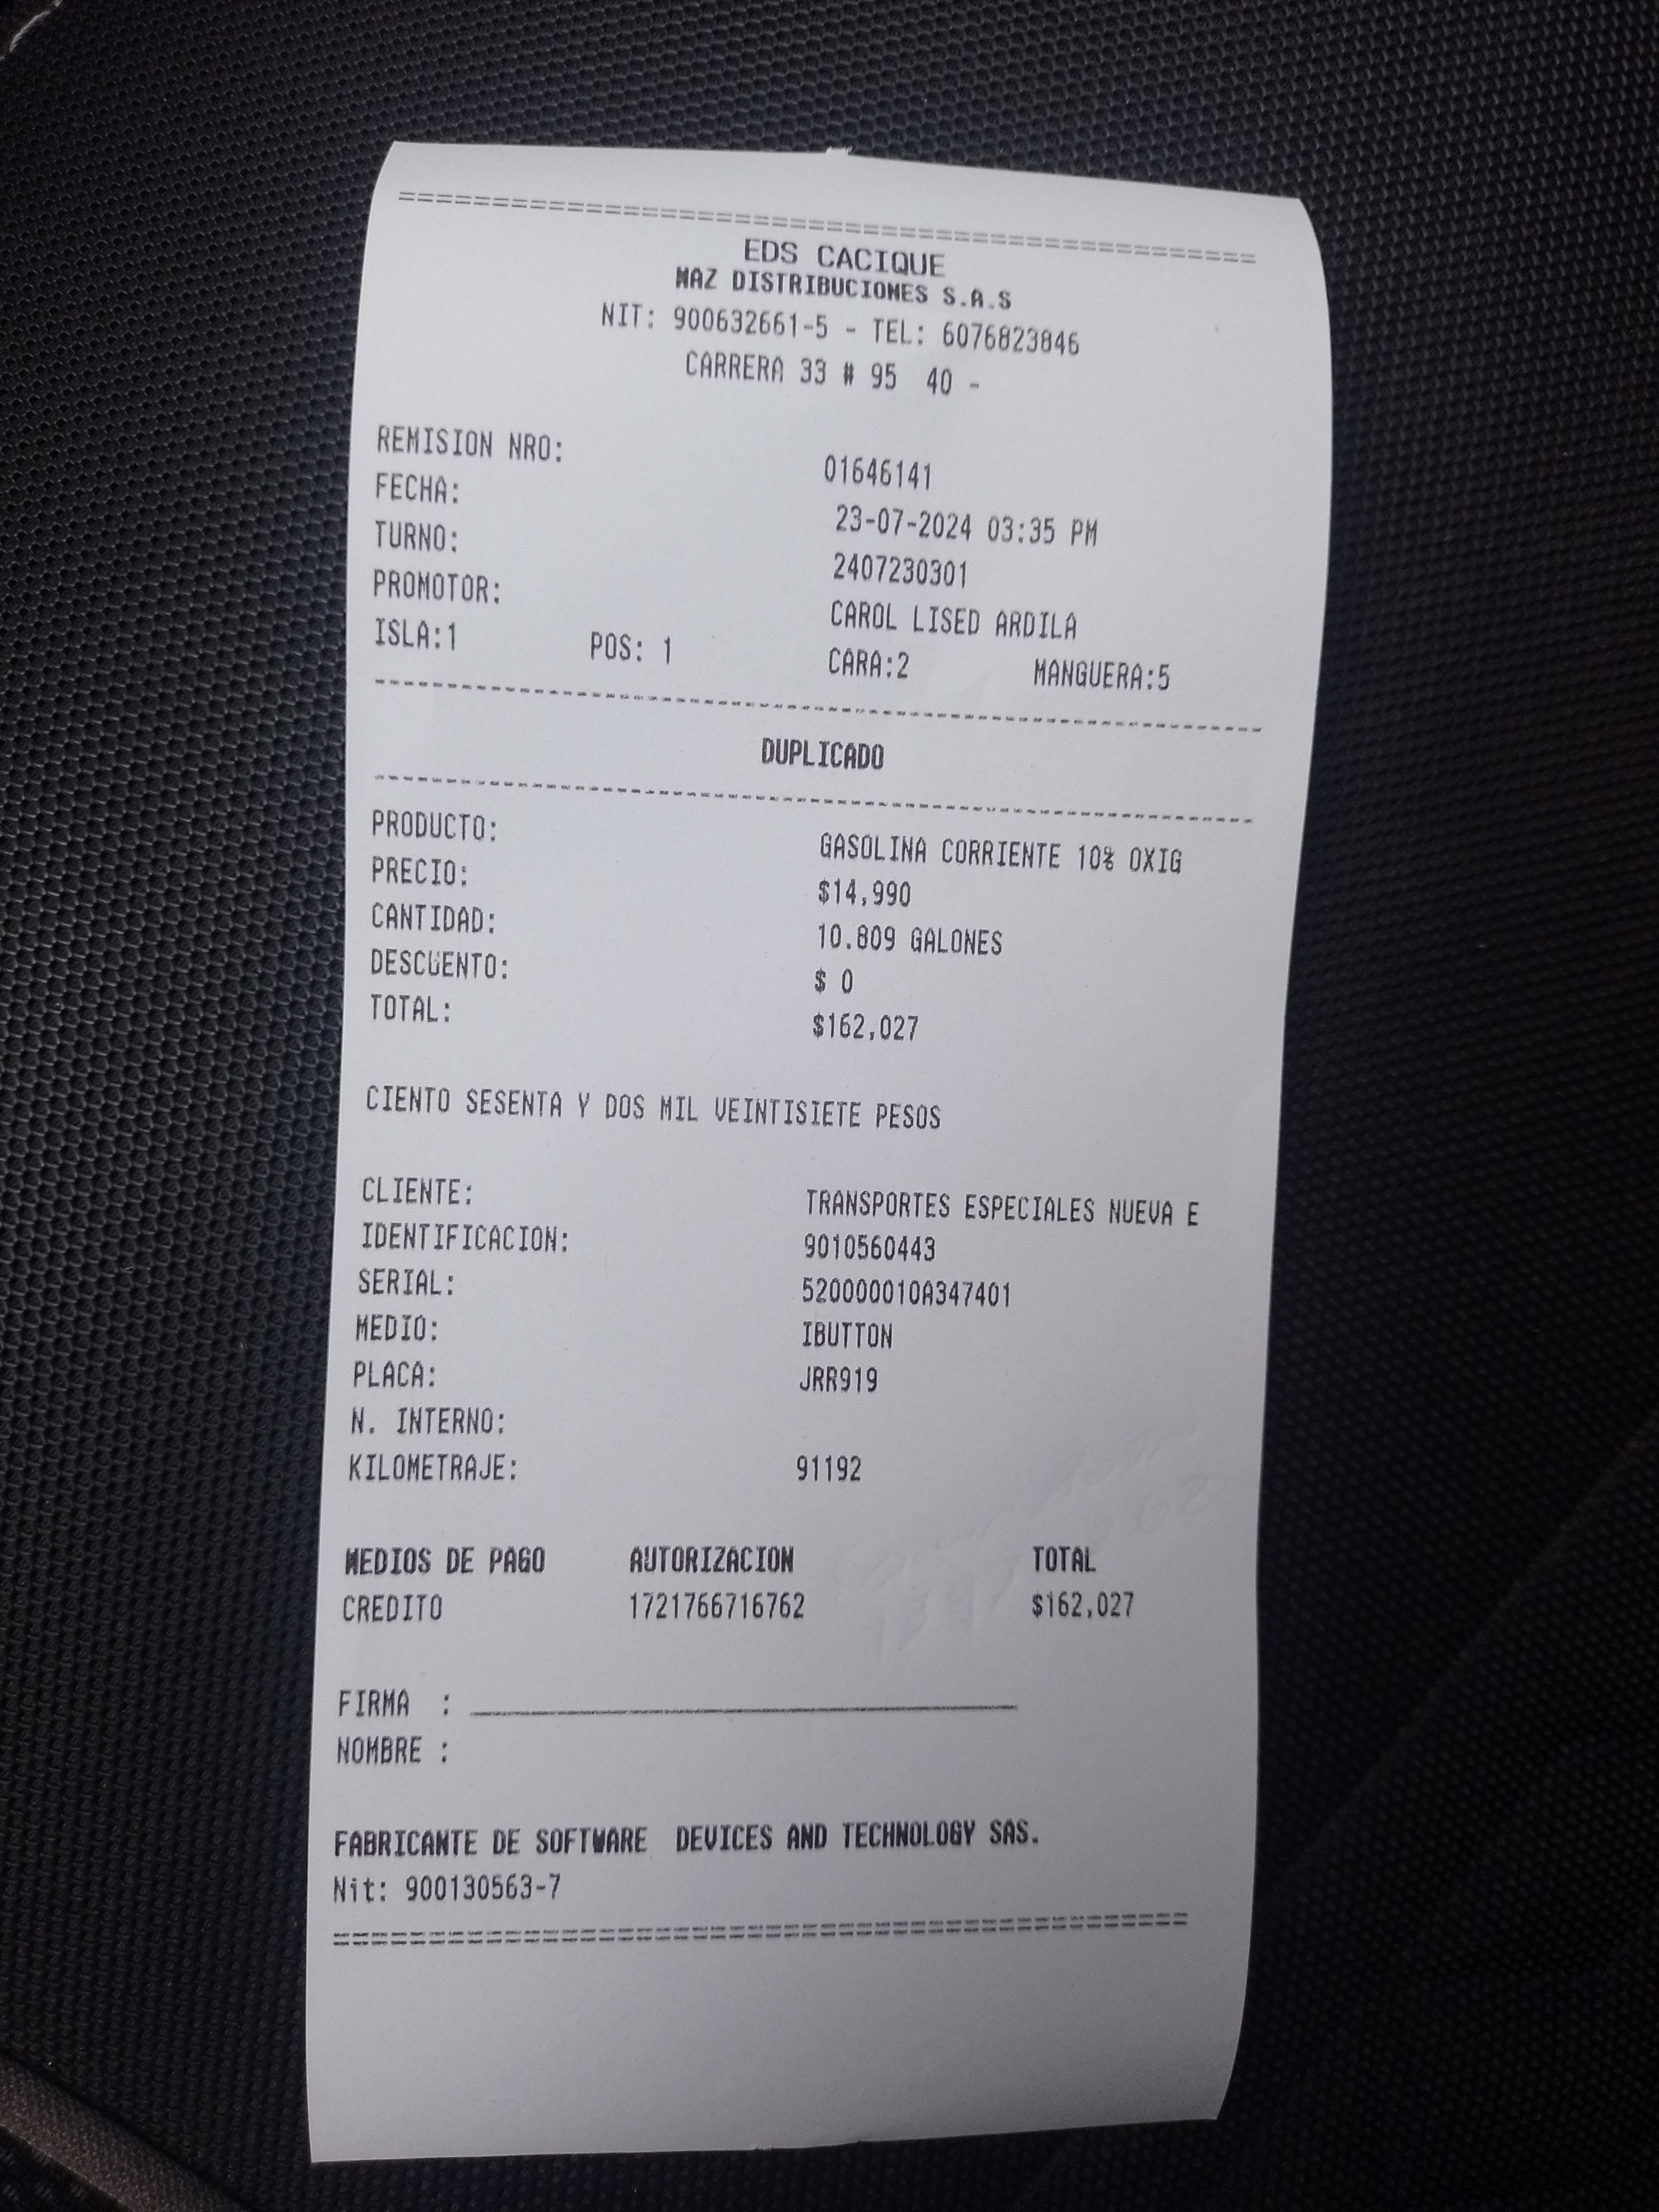 ================================================
EDS CACIQUE
MAZ DISTRIBUCIONES S.A.S
NIT: 900632661-5 - TEL: 6076823846
CARRERA 33 # 95 40 -
REMISION NRO: 01646141
FECHA: 23-07-2024 03:35 PM
TURNO: 2407230301
PROMOTOR: CAROL LISED ARDILA
ISLA:1 POS: 1 CARA:2 MANGUERA:5
DUPLICADO
PRODUCTO: GASOLINA CORRIENTE 10% OXIG
PRECIO: $14,990
CANTIDAD: 10.809 GALONES
DESCUENTO: $ 0
TOTAL: $162,027
CIENTO SESENTA Y DOS MIL VEINTISIETE PESOS
CLIENTE: TRANSPORTES ESPECIALES NUEVA E
IDENTIFICACION: 9010560443
SERIAL: 520000010A347401
MEDIO: IBUTTON
PLACA: JRR919
N. INTERNO:
KILOMETRAJE: 91192
MEDIOS DE PAGO AUTORIZACION TOTAL
CREDITO 1721766716762 $162,027
FIRMA :
NOMBRE :
FABRICANTE DE SOFTWARE DEVICES AND TECHNOLOGY SAS.
Nit: 900130563-7